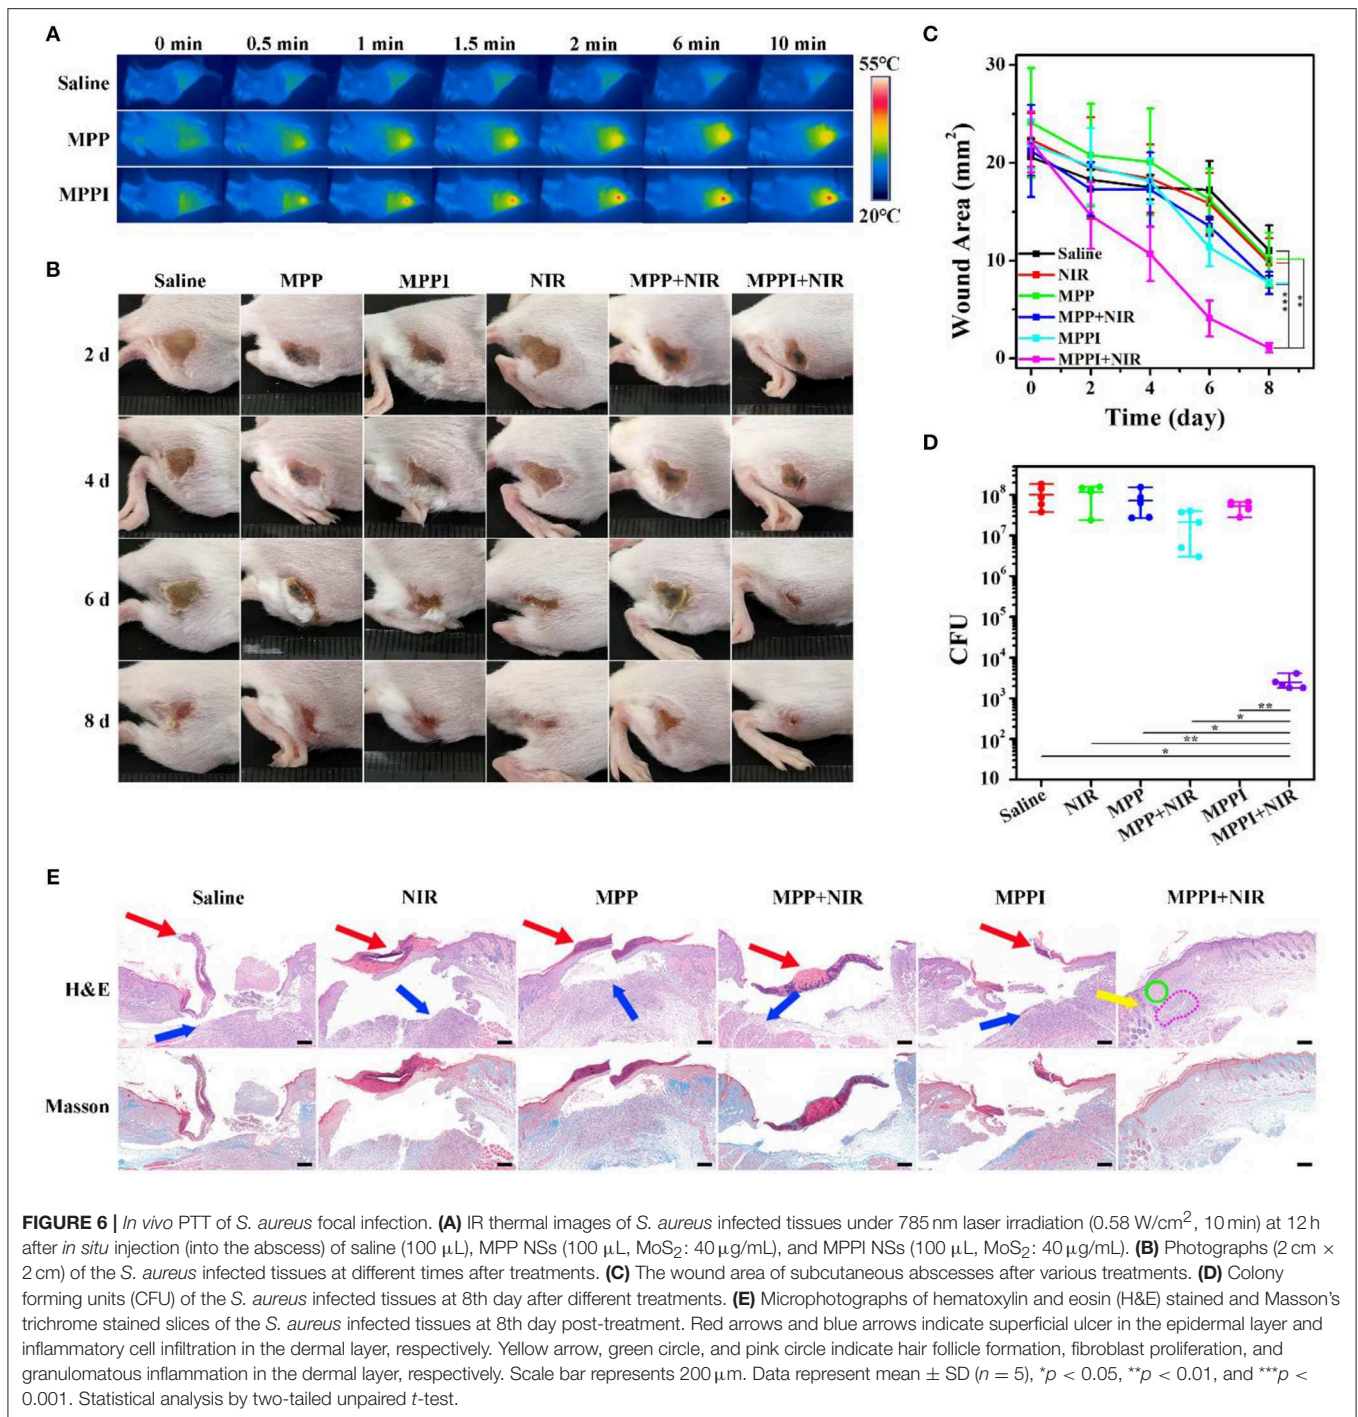 A
0 min 0.5 min 1 min 1.5 min 2 min 6 min 10 min
Saline
MPP
MPPI
55°C
20°C
B
Saline MPP MPPI NIR MPP+NIR MPPI+NIR
2 d
4 d
6 d
8 d
C
Wound Area (mm²)
30
20
10
0
Saline
NIR
MPP
MPP+NIR
MPPI
MPPI+NIR
***
**
0 2 4 6 8
Time (day)
D
CFU
10⁸
10⁷
10⁶
10⁵
10⁴
10³
10²
10
**
*
*
**
*
Saline NIR MPP MPP+NIR MPPI MPPI+NIR
E
Saline NIR MPP MPP+NIR MPPI MPPI+NIR
H&E
Masson
FIGURE 6 | In vivo PTT of S. aureus focal infection. (A) IR thermal images of S. aureus infected tissues under 785 nm laser irradiation (0.58 W/cm², 10 min) at 12 h
after in situ injection (into the abscess) of saline (100 μL), MPP NSs (100 μL, MoS₂: 40 μg/mL), and MPPI NSs (100 μL, MoS₂: 40 μg/mL). (B) Photographs (2 cm ×
2 cm) of the S. aureus infected tissues at different times after treatments. (C) The wound area of subcutaneous abscesses after various treatments. (D) Colony
forming units (CFU) of the S. aureus infected tissues at 8th day after different treatments. (E) Microphotographs of hematoxylin and eosin (H&E) stained and Masson's
trichrome stained slices of the S. aureus infected tissues at 8th day post-treatment. Red arrows and blue arrows indicate superficial ulcer in the epidermal layer and
inflammatory cell infiltration in the dermal layer, respectively. Yellow arrow, green circle, and pink circle indicate hair follicle formation, fibroblast proliferation, and
granulomatous inflammation in the dermal layer, respectively. Scale bar represents 200 μm. Data represent mean ± SD (n = 5), *p < 0.05, **p < 0.01, and ***p <
0.001. Statistical analysis by two-tailed unpaired t-test.